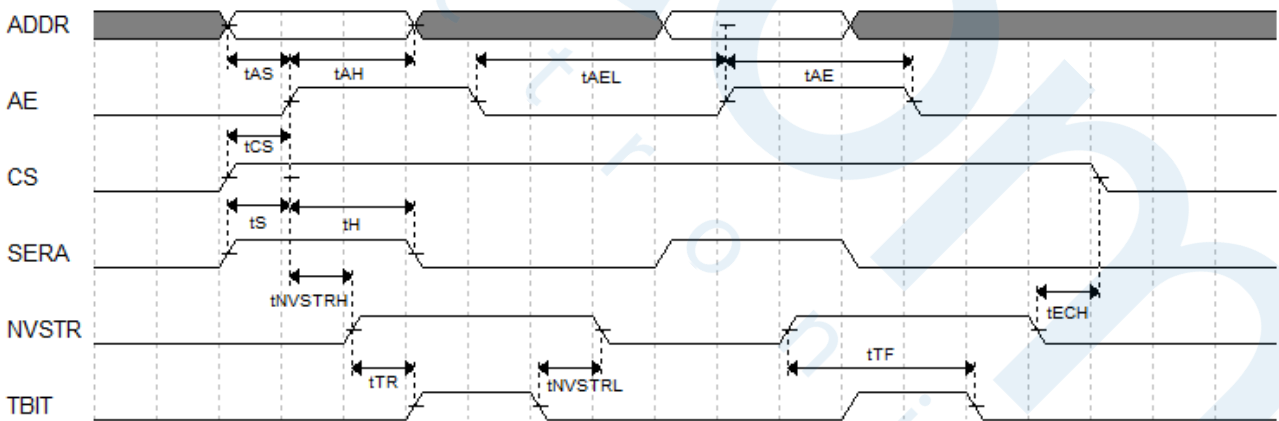 ADDR
tAS tAH tAEL tAE
AE
tCS
CS
tS tH
SERA
tNVSTRH tECH
NVSTR
tTR tNVSTRL tTF
TBIT